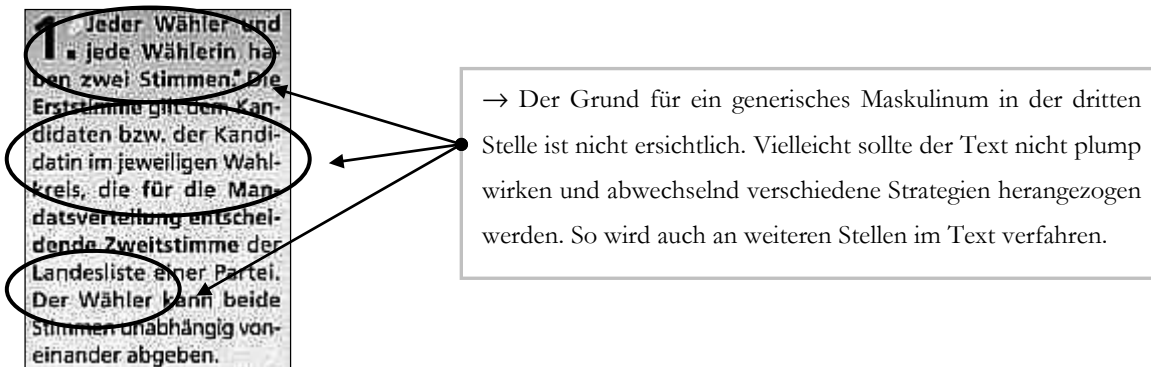 1. Jeder Wähler und
jede Wählerin ha-
ben zwei Stimmen." Die
Erststimme gilt dem Kan-
didaten bzw. der Kandi-
datin im jeweiligen Wahl-
kreis, die für die Man-
datsverteilung entschei-
dende Zweitstimme der
Landesliste einer Partei.
Der Wähler kann beide
Stimmen unabhängig von-
einander abgeben.
→ Der Grund für ein generisches Maskulinum in der dritten
Stelle ist nicht ersichtlich. Vielleicht sollte der Text nicht plump
wirken und abwechselnd verschiedene Strategien herangezogen
werden. So wird auch an weiteren Stellen im Text verfahren.